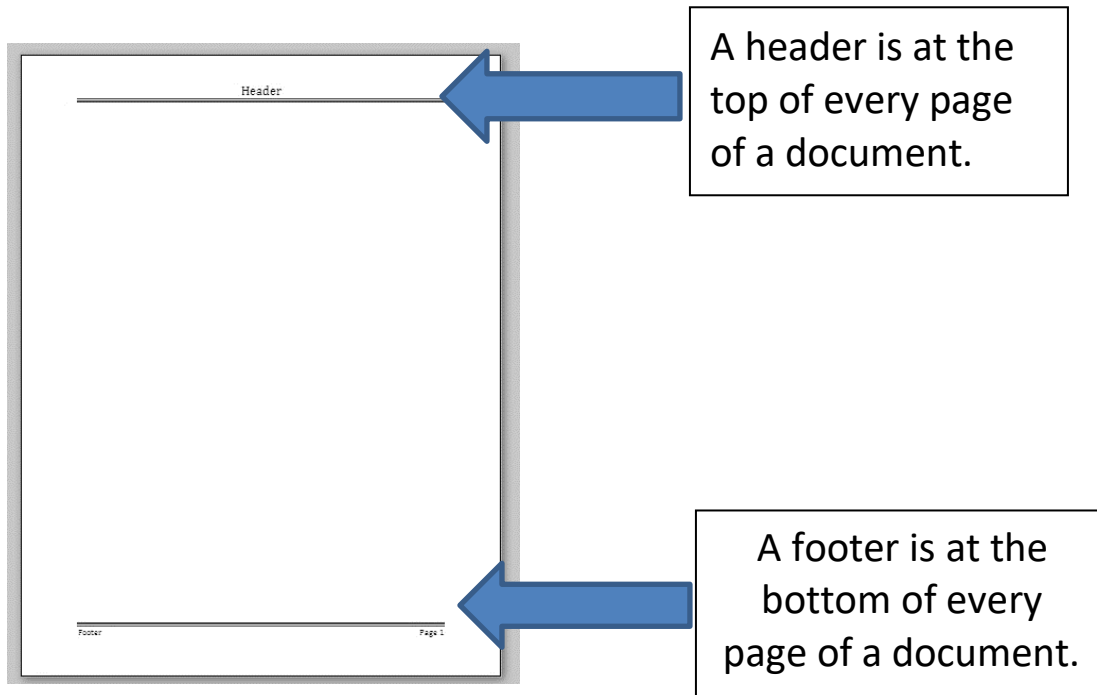 Header
A header is at the
top of every page
of a document.
A footer is at the
bottom of every
page of a document.
Footer Page 1